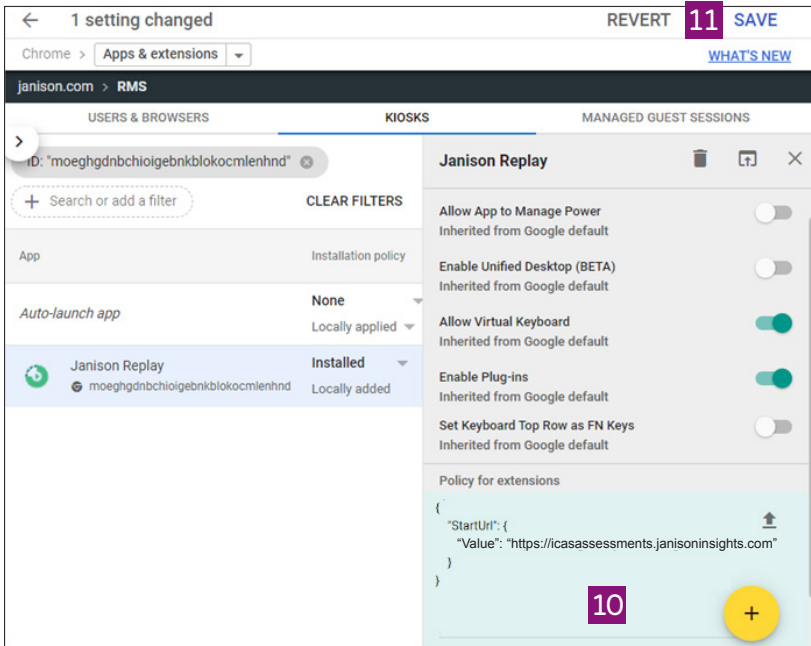 ← 1 setting changed
REVERT 11 SAVE
Chrome > Apps & extensions
WHAT'S NEW
janison.com > RMS
USERS & BROWSERS
KIOSKS
MANAGED GUEST SESSIONS
ID: "moeghgdnbchioigebnkblokocmlenhnd"
+ Search or add a filter
CLEAR FILTERS
App
Installation policy
Auto-launch app
None
Locally applied
Janison Replay
moeghgdnbchioigebnkblokocmlenhnd
Installed
Locally added
Janison Replay
Allow App to Manage Power
Inherited from Google default
Enable Unified Desktop (BETA)
Inherited from Google default
Allow Virtual Keyboard
Inherited from Google default
Enable Plug-ins
Inherited from Google default
Set Keyboard Top Row as FN Keys
Inherited from Google default
Policy for extensions
{
"StartUrl": {
“Value”: “https://icasassessments.janisoninsights.com”
}
}
10
+